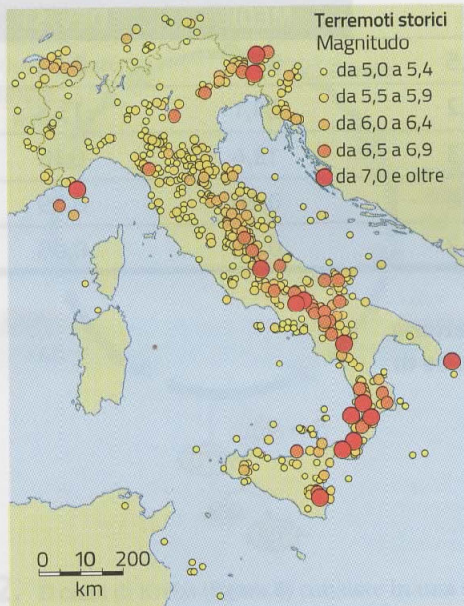 Terremoti storici
Magnitudo
da 5,0 a 5,4
da 5,5 a 5,9
da 6,0 a 6,4
da 6,5 a 6,9
da 7,0 e oltre
0 10 200
km